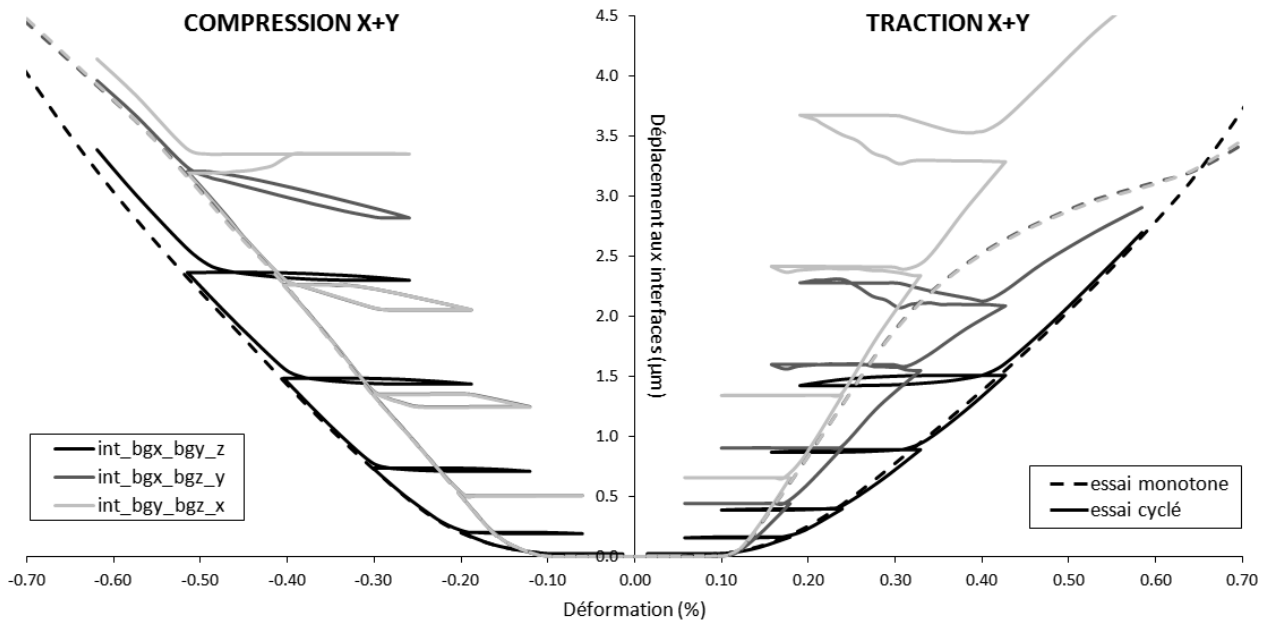 COMPRESSION X+Y
TRACTION X+Y
4.5
4.0
3.5
3.0
2.5
2.0
1.5
1.0
0.5
0.0
Déplacement aux interfaces (µm)
int_bgx_bgy_z
int_bgx_bgz_y
int_bgy_bgz_x
essai monotone
essai cyclé
-0.70 -0.60 -0.50 -0.40 -0.30 -0.20 -0.10 0.00 0.10 0.20 0.30 0.40 0.50 0.60 0.70
Déformation (%)